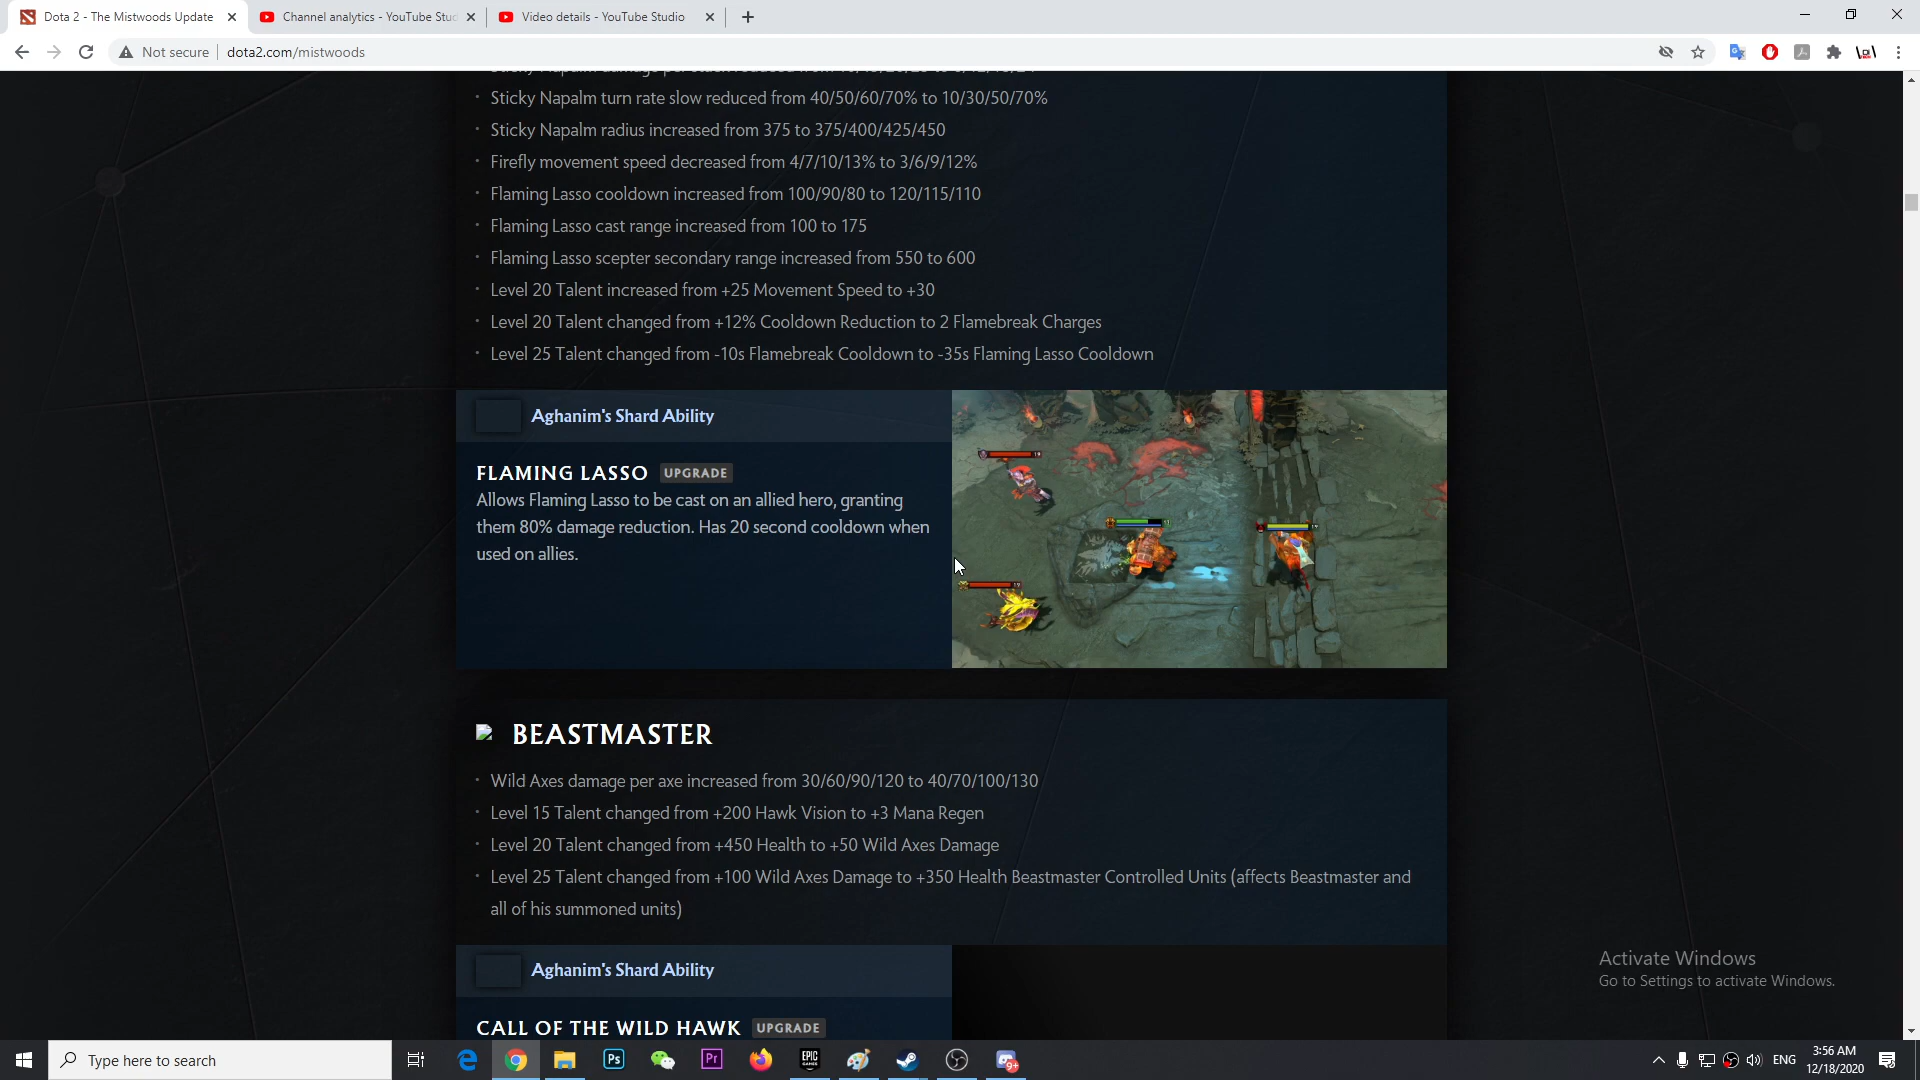 Dota 2 - The Mistwoods Update
Channel analytics - YouTube Stu
Video details - YouTube Studio
Not secure
dota2.com/mistwoods
Sticky Napalm turn rate slow reduced from 40/50/60/70% to 10/30/50/70%
Sticky Napalm radius increased from 375 to 375/400/425/450
Firefly movement speed decreased from 4/7/10/13% to 3/6/9/12%
Flaming Lasso cooldown increased from 100/90/80 to 120/115/110
Flaming Lasso cast range increased from 100 to 175
Flaming Lasso scepter secondary range increased from 550 to 600
Level 20 Talent increased from +25 Movement Speed to +30
Level 20 Talent changed from +12% Cooldown Reduction to 2 Flamebreak Charges
Level 25 Talent changed from -10s Flamebreak Cooldown to -35s Flaming Lasso Cooldown
Aghanim's Shard Ability
FLAMING LASSO UPGRADE
Allows Flaming Lasso to be cast on an allied hero, granting
them 80% damage reduction. Has 20 second cooldown when
used on allies.
BEASTMASTER
Wild Axes damage per axe increased from 30/60/90/120 to 40/70/100/130
Level 15 Talent changed from +200 Hawk Vision to +3 Mana Regen
Level 20 Talent changed from +450 Health to +50 Wild Axes Damage
Level 25 Talent changed from +100 Wild Axes Damage to +350 Health Beastmaster Controlled Units (affects Beastmaster and
all of his summoned units)
Aghanim's Shard Ability
CALL OF THE WILD HAWK UPGRADE
Activate Windows
Go to Settings to activate Windows.
Type here to search
Ps
Pr
EPIC
GAMES
9+
ENG
3:56 AM
12/18/2020